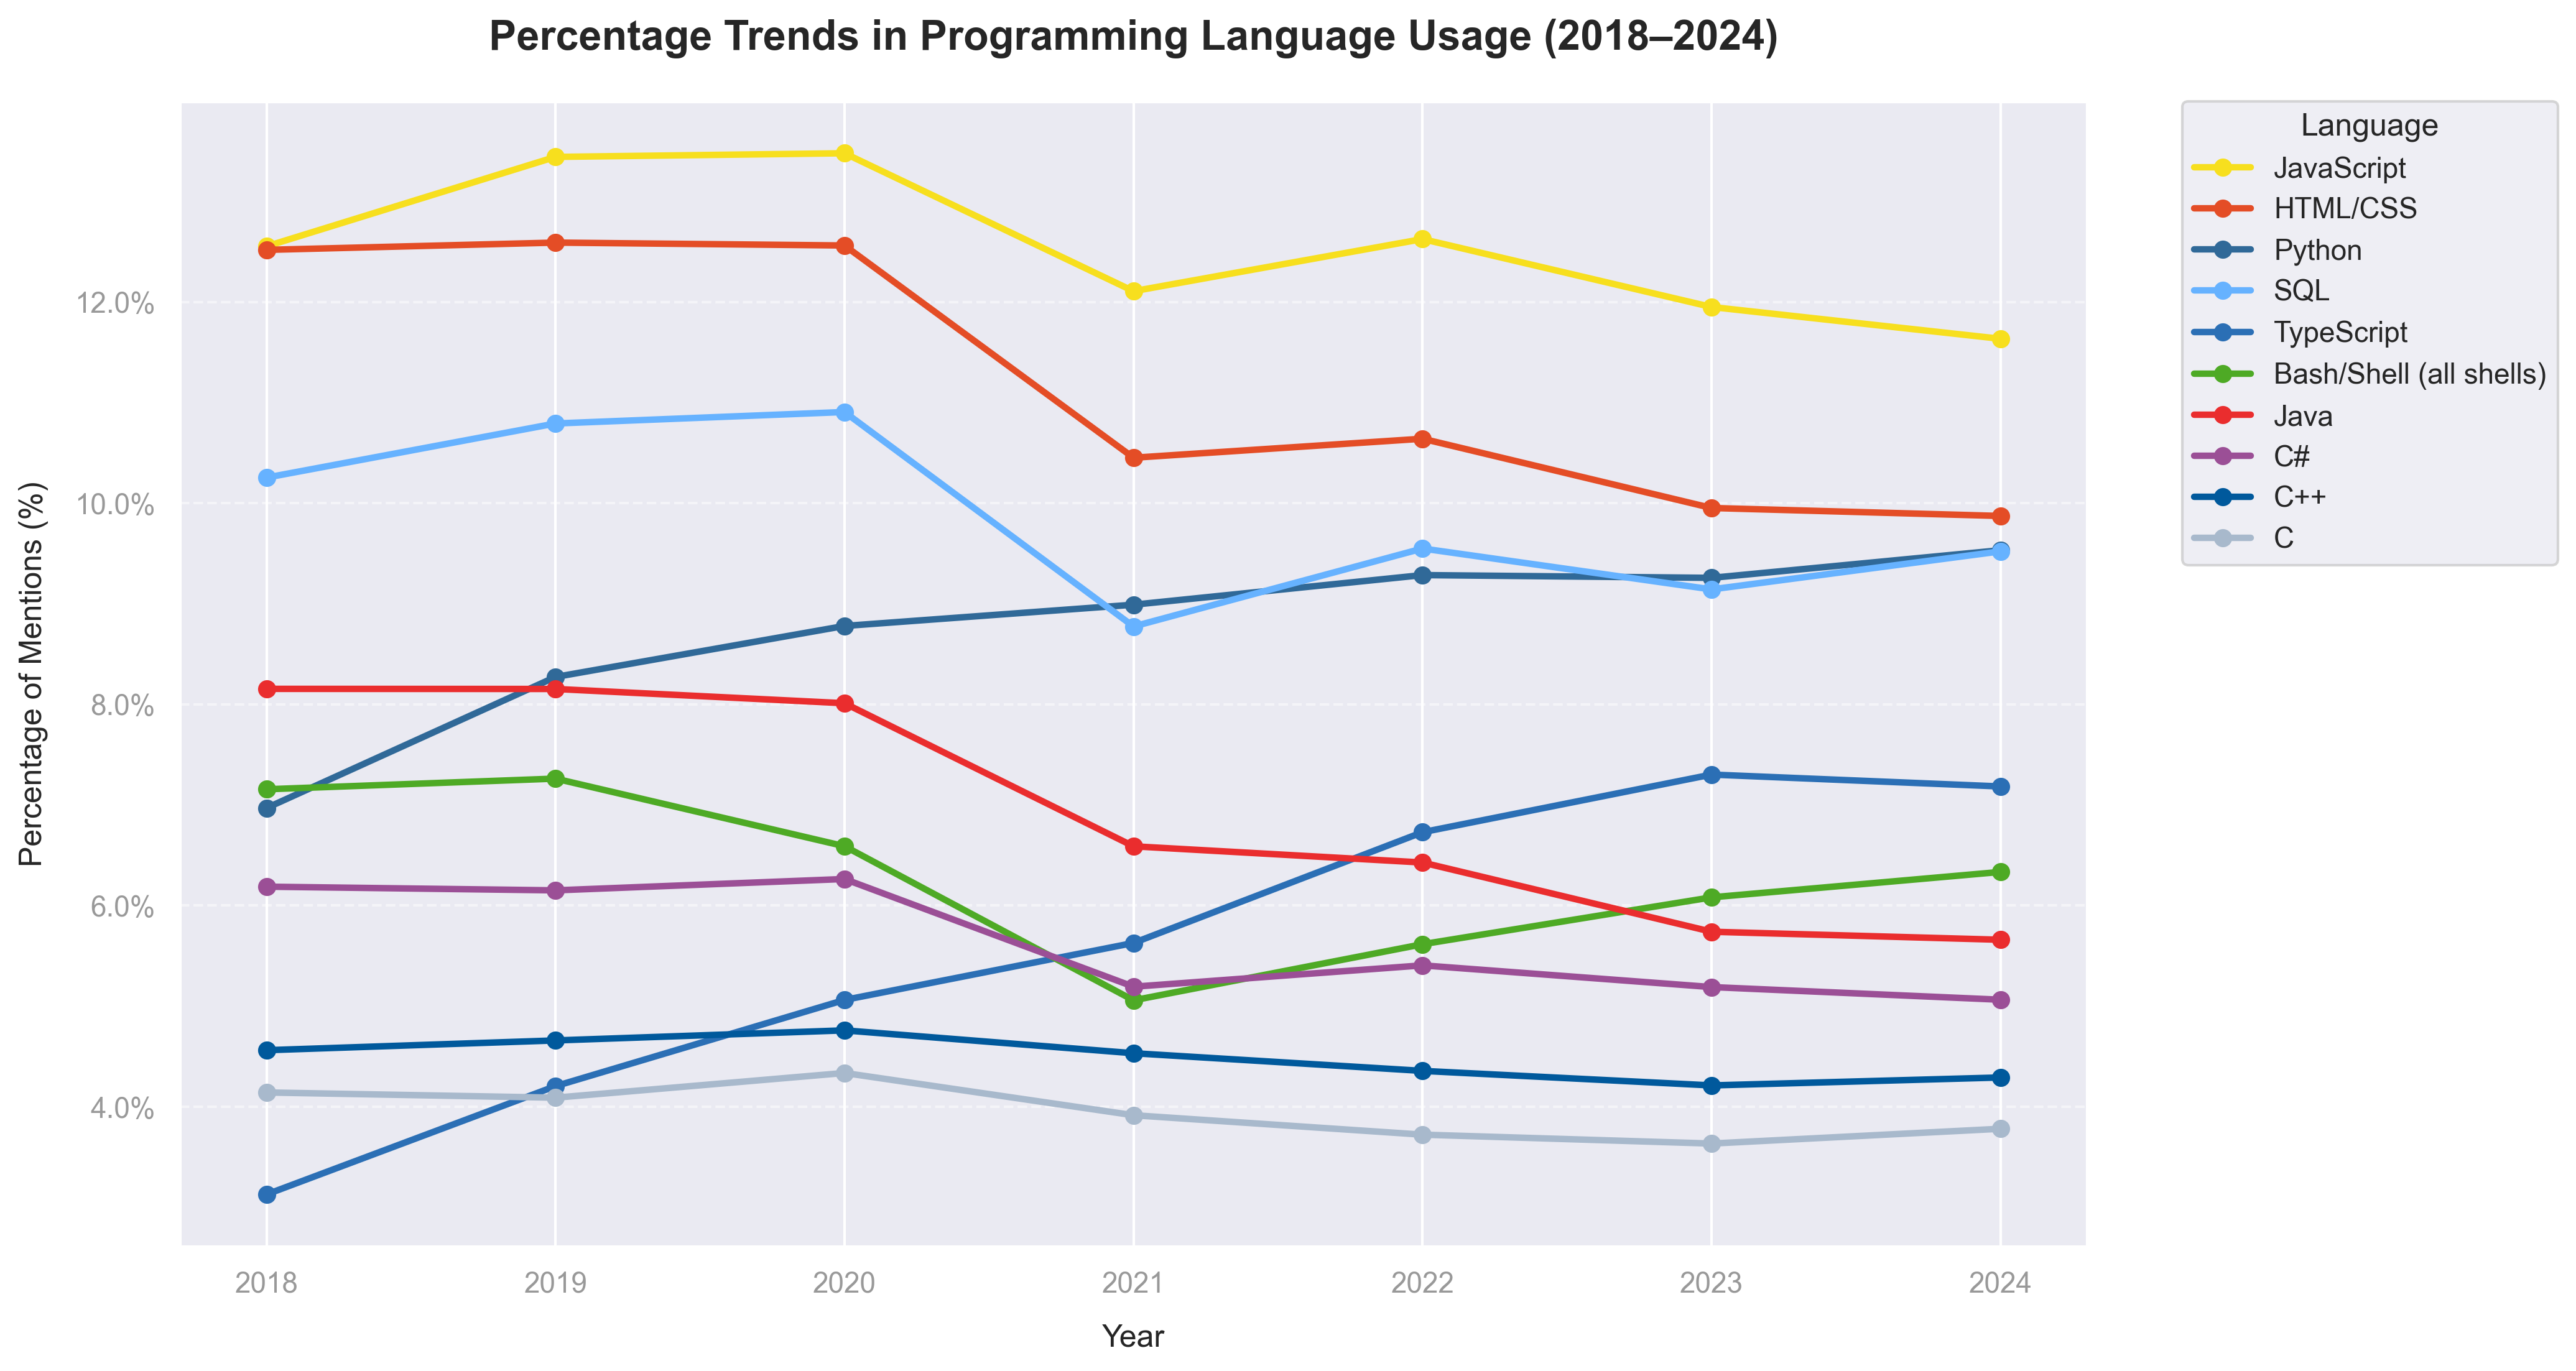 Percentage Trends in Programming Language Usage (2018–2024)
Percentage of Mentions (%)
12.0%
10.0%
8.0%
6.0%
4.0%
2018 2019 2020 2021 2022 2023 2024
Year
Language
JavaScript
HTML/CSS
Python
SQL
TypeScript
Bash/Shell (all shells)
Java
C#
C++
C